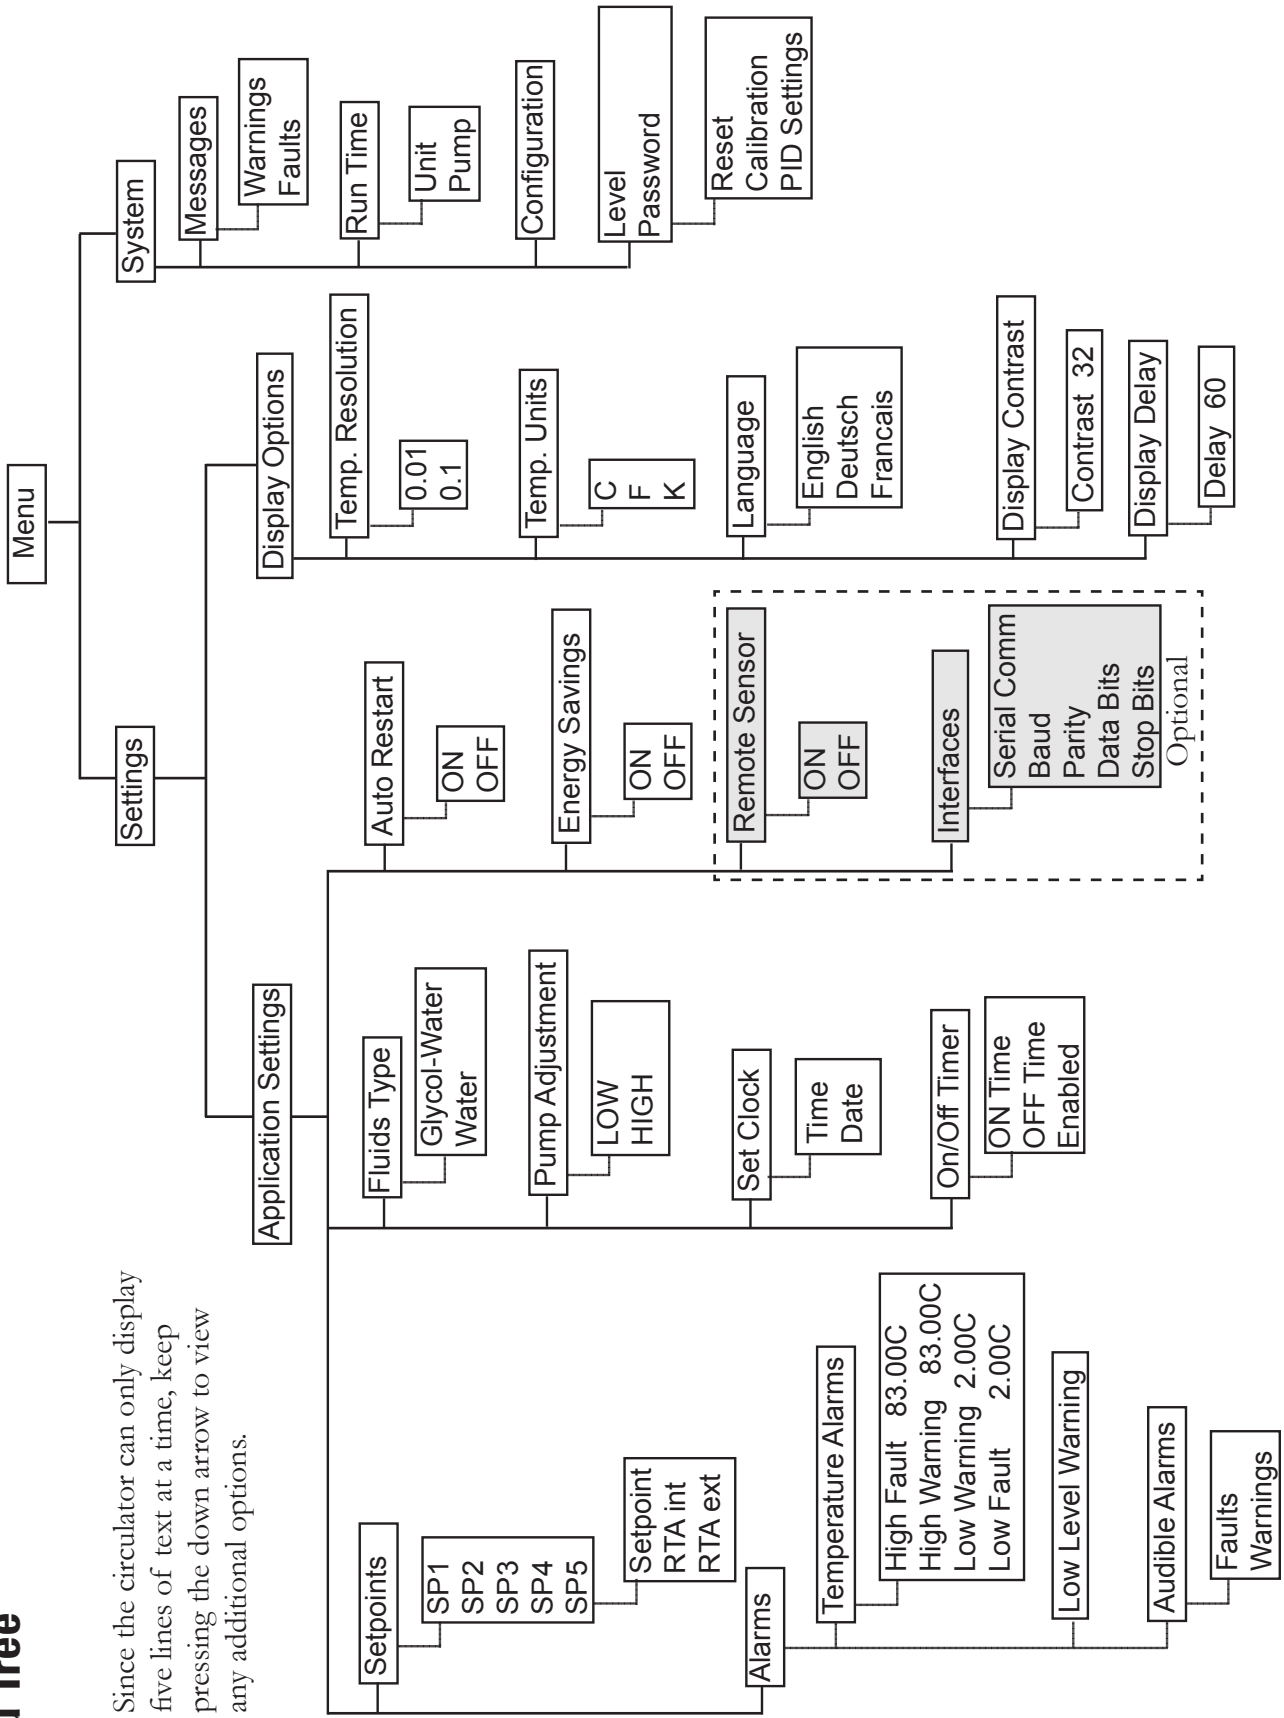 Tree
Since the circulator can only display
five lines of text at a time, keep
pressing the down arrow to view
any additional options.
Menu
Settings
System
Application Settings
Display Options
Setpoints
SP1
SP2
SP3
SP4
SP5
Setpoint
RTA int
RTA ext
Alarms
Temperature Alarms
High Fault 83.00C
High Warning 83.00C
Low Warning 2.00C
Low Fault 2.00C
Low Level Warning
Audible Alarms
Faults
Warnings
Fluids Type
Glycol-Water
Water
Pump Adjustment
LOW
HIGH
Set Clock
Time
Date
On/Off Timer
ON Time
OFF Time
Enabled
Auto Restart
ON
OFF
Energy Savings
ON
OFF
Remote Sensor
ON
OFF
Interfaces
Serial Comm
Baud
Parity
Data Bits
Stop Bits
Optional
Temp. Resolution
0.01
0.1
Temp. Units
C
F
K
Language
English
Deutsch
Francais
Display Contrast
Contrast 32
Display Delay
Delay 60
Messages
Warnings
Faults
Run Time
Unit
Pump
Configuration
Level
Password
Reset
Calibration
PID Settings